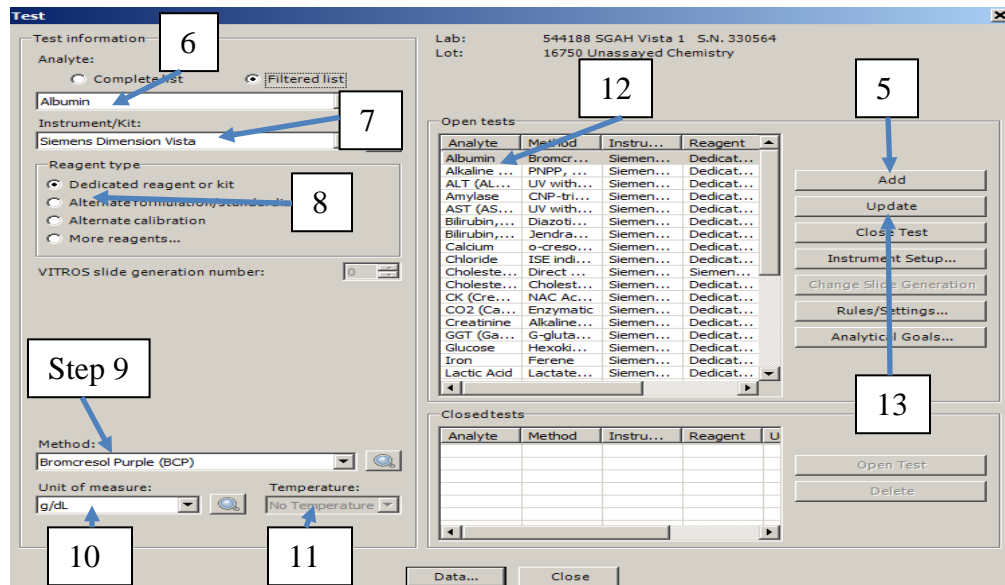 Test
Test information
Analyte:
Complete list
Filtered list
Albumin
Instrument/Kit:
Siemens Dimension Vista
Reagent type
Dedicated reagent or kit
Alternate
Alternate calibration
More reagents...
VITROS slide generation number: 0
Step 9
Method:
Bromcresol Purple (BCP)
Unit of measure: Temperature:
g/dL No Temperature
6
7
8
10
11
Lab: 544188 SGAH Vista 1 S.N. 330564
Lot: 16750 Unassayed Chemistry
12
5
Open tests
Analyte Method Instru... Reagent
Albumin Bromcr... Siemen... Dedicat...
Alkaline ... PNPP, ... Siemen... Dedicat...
ALT (AL... UV with... Siemen... Dedicat...
Amylase CNP-tri... Siemen... Dedicat...
AST (AS... UV with... Siemen... Dedicat...
Bilirubin,... Diazoti... Siemen... Dedicat...
Bilirubin,... Jendra... Siemen... Dedicat...
Calcium o-creso... Siemen... Dedicat...
Chloride ISE indi... Siemen... Dedicat...
Choleste... Direct ... Siemen... Siemen...
Choleste... Cholest... Siemen... Dedicat...
CK (Cre... NAC Ac... Siemen... Dedicat...
CO2 (Ca... Enzymatic Siemen... Dedicat...
Creatinine Alkaline... Siemen... Dedicat...
GGT (Ga... G-gluta... Siemen... Dedicat...
Glucose Hexoki... Siemen... Dedicat...
Iron Ferene Siemen... Dedicat...
Lactic Acid Lactate... Siemen... Dedicat...
Add
Update
Close Test
Instrument Setup...
Change Slide Generation
Rules/Settings...
Analytical Goals...
13
Closed tests
Analyte Method Instru... Reagent U
Open Test
Delete
Data... Close